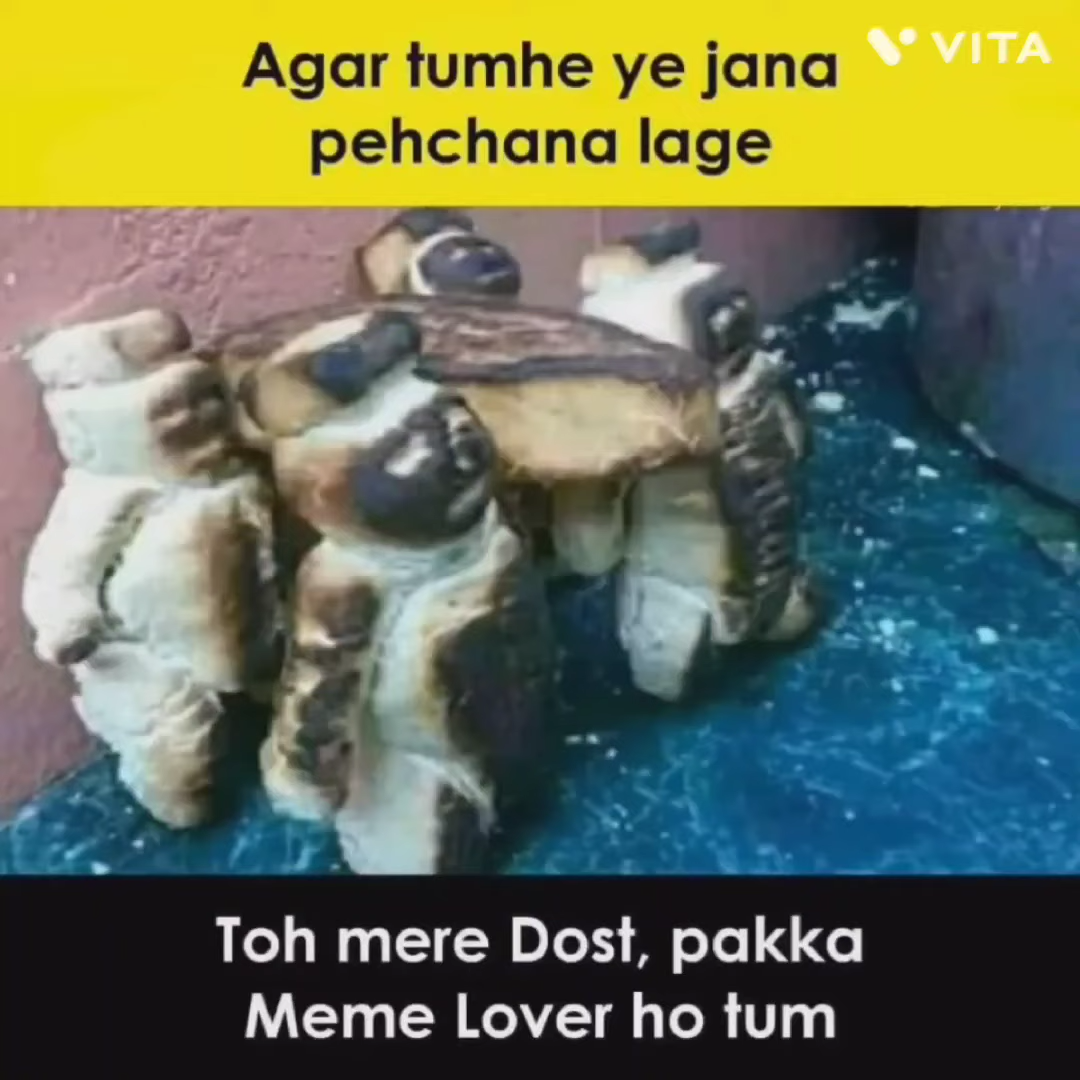 VITA
Agar tumhe ye jana
pehchana lage
Toh mere Dost, pakka
Meme Lover ho tum